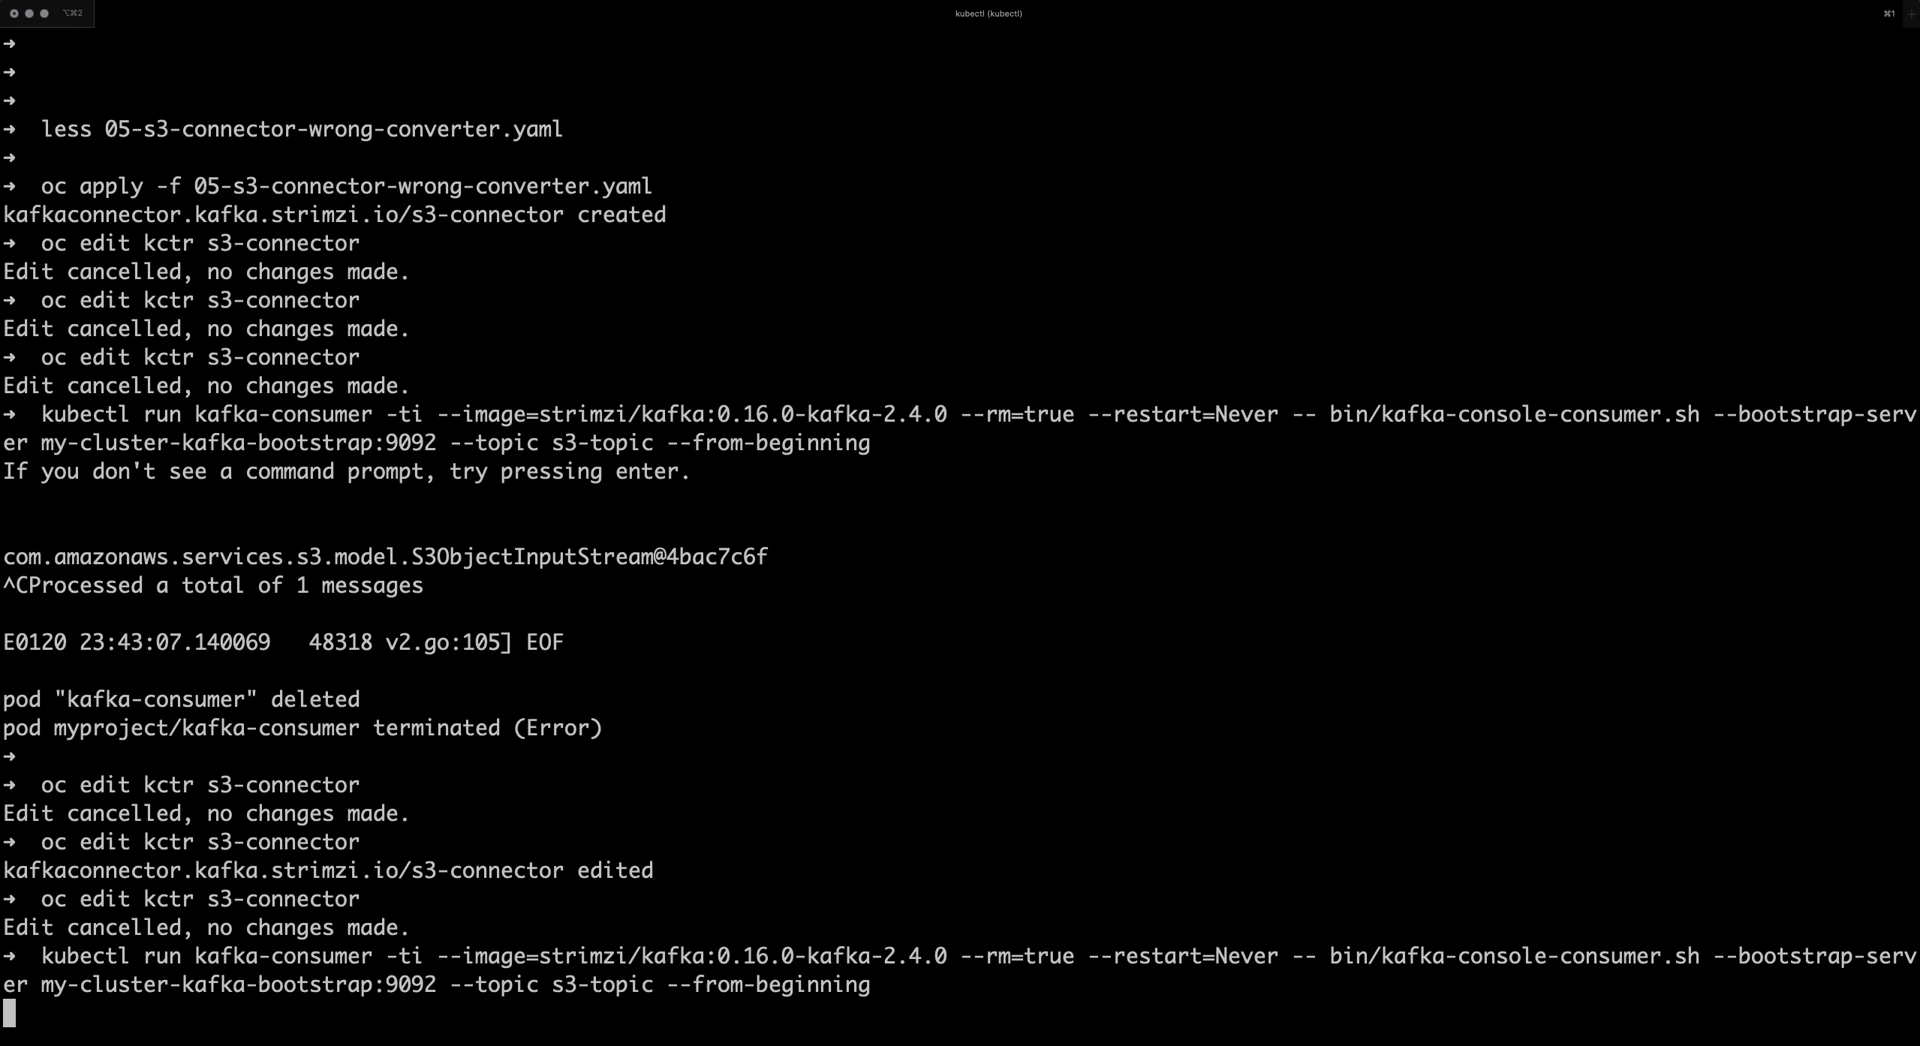 ⌥⌘2
kubectl (kubectl)
⌘1
+
➜
➜
➜
➜  less 05-s3-connector-wrong-converter.yaml
➜
➜  oc apply -f 05-s3-connector-wrong-converter.yaml
kafkaconnector.kafka.strimzi.io/s3-connector created
➜  oc edit kctr s3-connector
Edit cancelled, no changes made.
➜  oc edit kctr s3-connector
Edit cancelled, no changes made.
➜  oc edit kctr s3-connector
Edit cancelled, no changes made.
➜  kubectl run kafka-consumer -ti --image=strimzi/kafka:0.16.0-kafka-2.4.0 --rm=true --restart=Never -- bin/kafka-console-consumer.sh --bootstrap-serv
er my-cluster-kafka-bootstrap:9092 --topic s3-topic --from-beginning
If you don't see a command prompt, try pressing enter.
com.amazonaws.services.s3.model.S3ObjectInputStream@4bac7c6f
^CProcessed a total of 1 messages
E0120 23:43:07.140069   48318 v2.go:105] EOF
pod "kafka-consumer" deleted
pod myproject/kafka-consumer terminated (Error)
➜
➜  oc edit kctr s3-connector
Edit cancelled, no changes made.
➜  oc edit kctr s3-connector
kafkaconnector.kafka.strimzi.io/s3-connector edited
➜  oc edit kctr s3-connector
Edit cancelled, no changes made.
➜  kubectl run kafka-consumer -ti --image=strimzi/kafka:0.16.0-kafka-2.4.0 --rm=true --restart=Never -- bin/kafka-console-consumer.sh --bootstrap-serv
er my-cluster-kafka-bootstrap:9092 --topic s3-topic --from-beginning